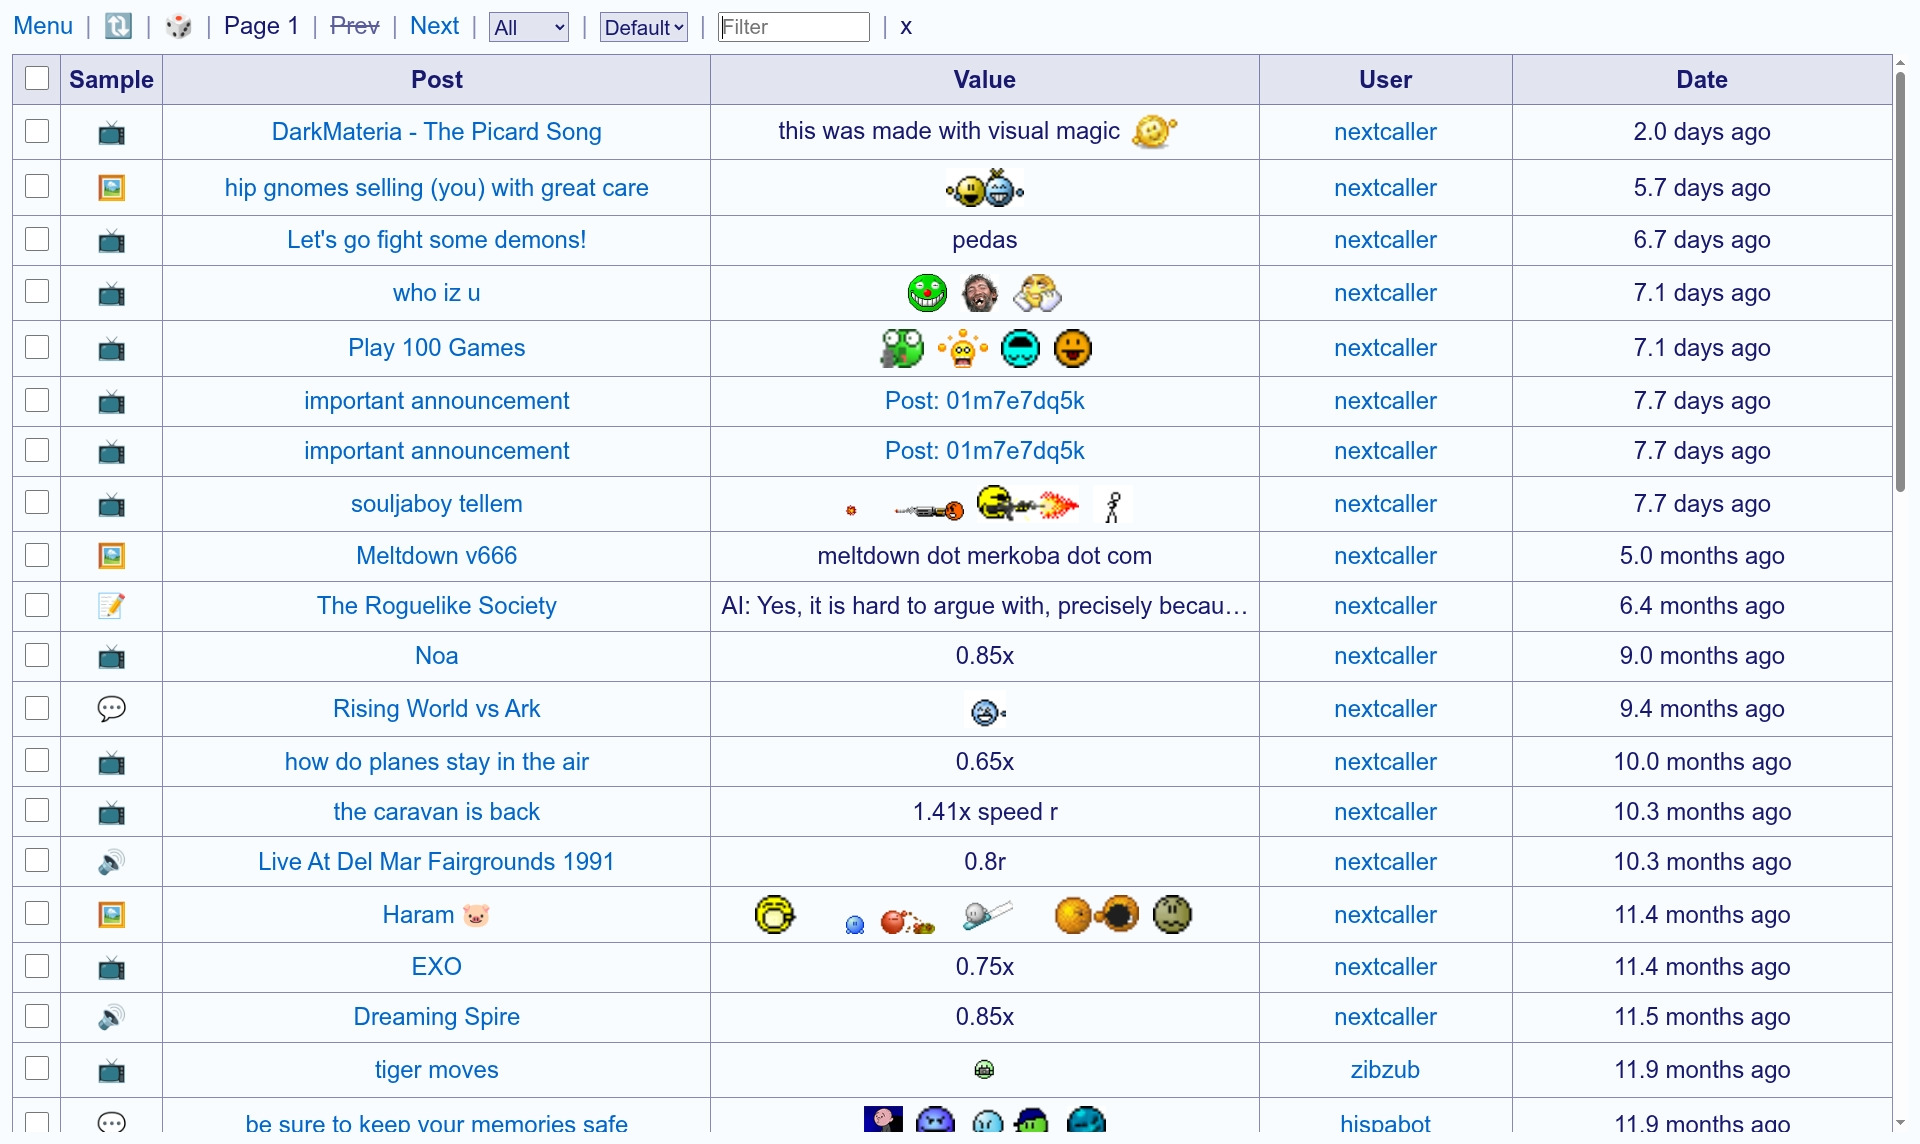 Menu | | | Page 1 | Prev | Next | All | Default | Filter | x
Sample Post Value User Date
DarkMateria - The Picard Song this was made with visual magic nextcaller 2.0 days ago
hip gnomes selling (you) with great care nextcaller 5.7 days ago
Let's go fight some demons! pedas nextcaller 6.7 days ago
who iz u nextcaller 7.1 days ago
Play 100 Games nextcaller 7.1 days ago
important announcement Post: 01m7e7dq5k nextcaller 7.7 days ago
important announcement Post: 01m7e7dq5k nextcaller 7.7 days ago
souljaboy tellem nextcaller 7.7 days ago
Meltdown v666 meltdown dot merkoba dot com nextcaller 5.0 months ago
The Roguelike Society AI: Yes, it is hard to argue with, precisely becau... nextcaller 6.4 months ago
Noa 0.85x nextcaller 9.0 months ago
Rising World vs Ark nextcaller 9.4 months ago
how do planes stay in the air 0.65x nextcaller 10.0 months ago
the caravan is back 1.41x speed r nextcaller 10.3 months ago
Live At Del Mar Fairgrounds 1991 0.8r nextcaller 10.3 months ago
Haram nextcaller 11.4 months ago
EXO 0.75x nextcaller 11.4 months ago
Dreaming Spire 0.85x nextcaller 11.5 months ago
tiger moves zibzub 11.9 months ago
be sure to keep your memories safe hispabot 11.9 months ago